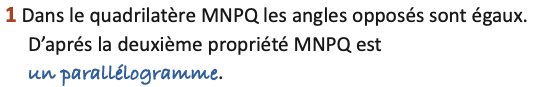 1 Dans le quadrilatère MNPQ les angles opposés sont égaux.
D'aprés la deuxième propriété MNPQ est
un parallélogramme.